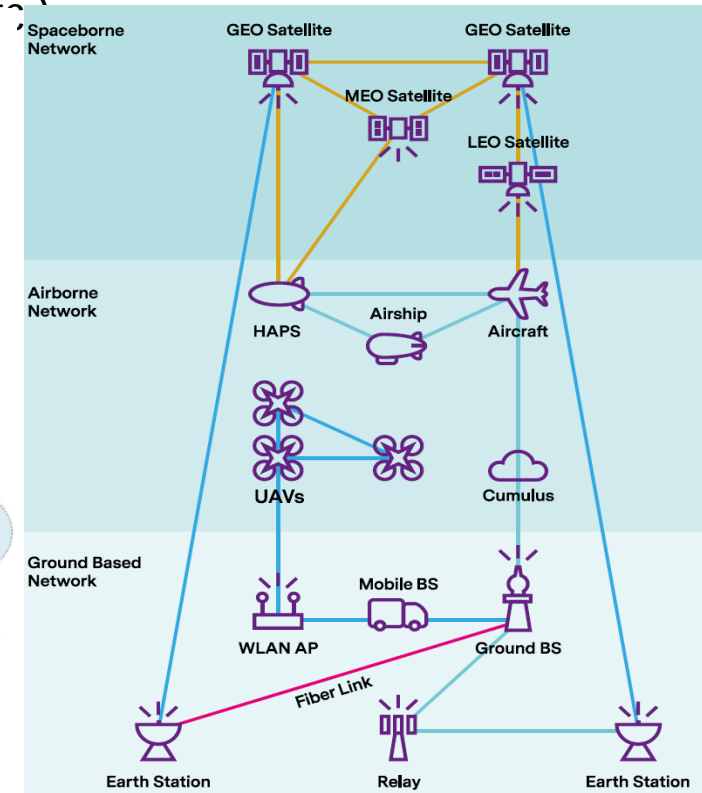 Spaceborne
Network
GEO Satellite
GEO Satellite
MEO Satellite
LEO Satellite
Airborne
Network
HAPS
Airship
Aircraft
UAVs
Cumulus
Ground Based
Network
Mobile BS
WLAN AP
Ground BS
Fiber Link
Earth Station
Relay
Earth Station